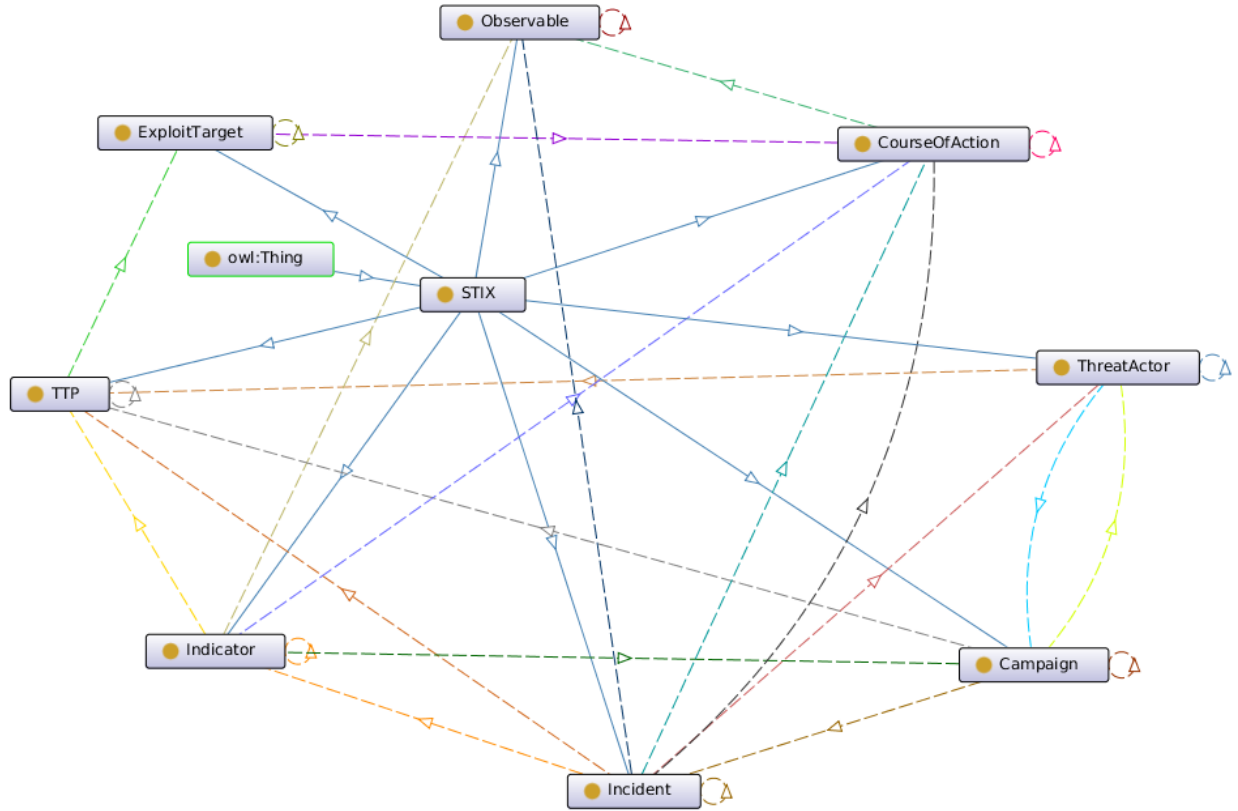 Observable
ExploitTarget
CourseOfAction
owl:Thing
STIX
ThreatActor
TTP
Indicator
Campaign
Incident